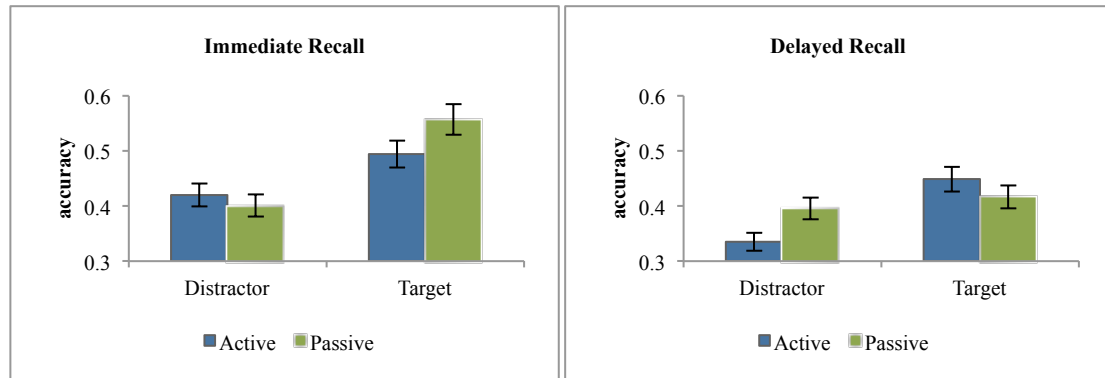 Immediate Recall
accuracy
0.6
0.5
0.4
0.3
Distractor Target
Active Passive
Delayed Recall
accuracy
0.6
0.5
0.4
0.3
Distractor Target
Active Passive